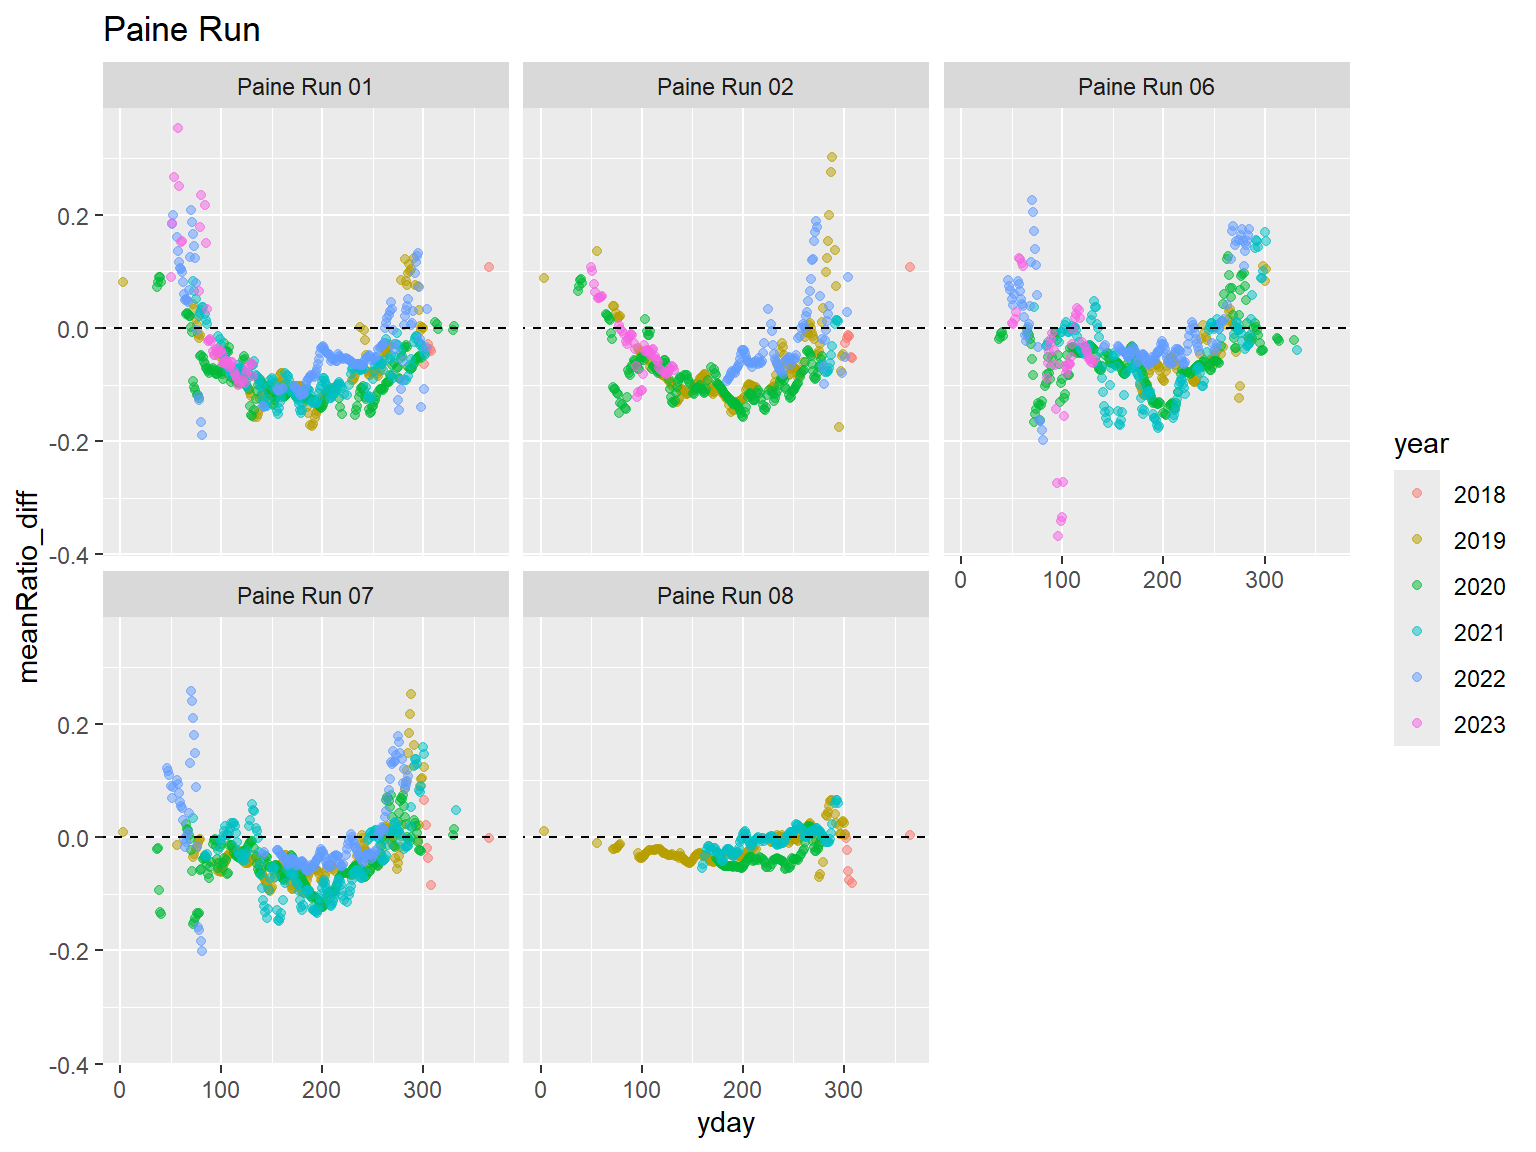 Paine Run
Paine Run 01
Paine Run 02
Paine Run 06
0.2
0.0
-0.2
-0.4
0 100 200 300
Paine Run 07
Paine Run 08
0.2
0.0
-0.2
-0.4
0 100 200 300
0 100 200 300
meanRatio_diff
yday
year
2018
2019
2020
2021
2022
2023